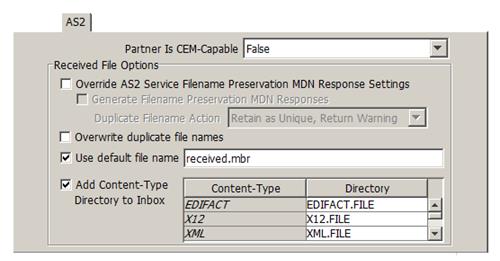 AS2
Partner Is CEM-Capable False
Received File Options
Override AS2 Service Filename Preservation MDN Response Settings
Generate Filename Preservation MDN Responses
Duplicate Filename Action Retain as Unique, Return Warning
Overwrite duplicate file names
Use default file name received.mbr
Add Content-Type
Directory to Inbox
Content-Type Directory
EDIFACT EDIFACT.FILE
X12 X12.FILE
XML XML.FILE